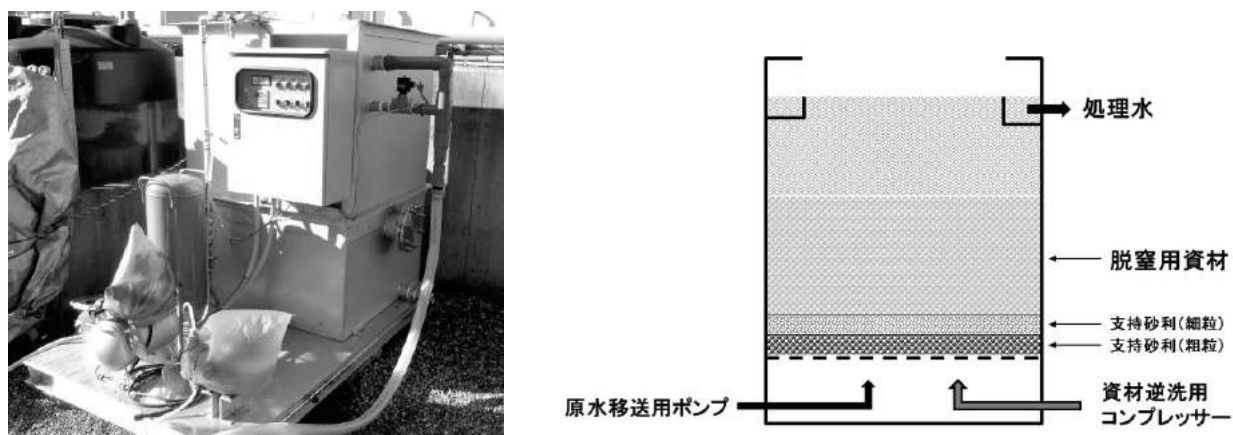 処理水
脱窒用資材
支持砂利(細粒)
支持砂利(粗粒)
原水移送用ポンプ
資材逆洗用
コンプレッサー